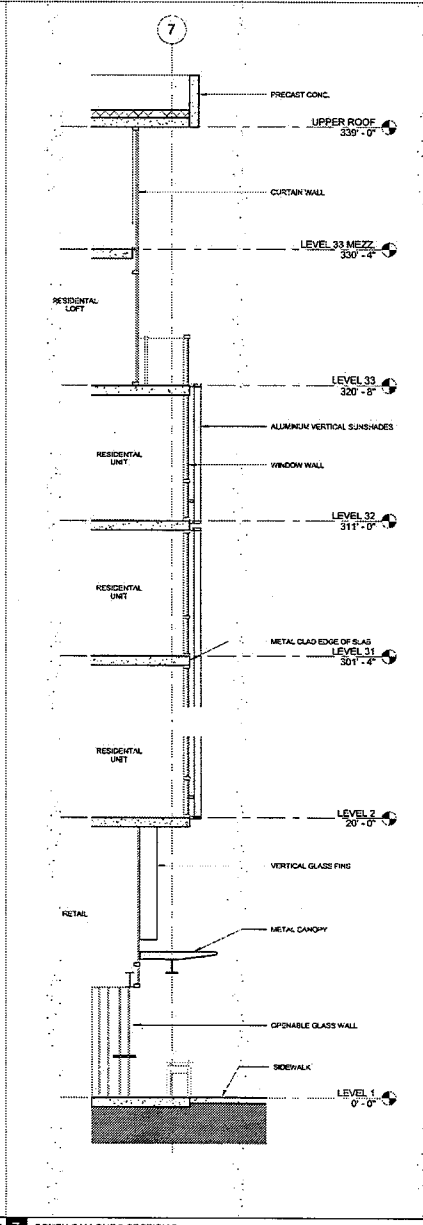 7
PRECAST CONC.
UPPER ROOF
339' - 0"
CURTAIN WALL
LEVEL 33 MEZZ.
330' - 4"
RESIDENTAL
LOFT
LEVEL 33
320' - 8"
ALUMINUM VERTICAL SUNSHADES
RESIDENTAL
UNIT
WINDOW WALL
LEVEL 32
311' - 0"
RESIDENTAL
UNIT
METAL CLAD EDGE OF SLAB
LEVEL 31
301' - 4"
RESIDENTAL
UNIT
LEVEL 2
20' - 0"
VERTICAL GLASS FINS
RETAIL
METAL CANOPY
OPENABLE GLASS WALL
SIDEWALK
LEVEL 1
0' - 0"
7